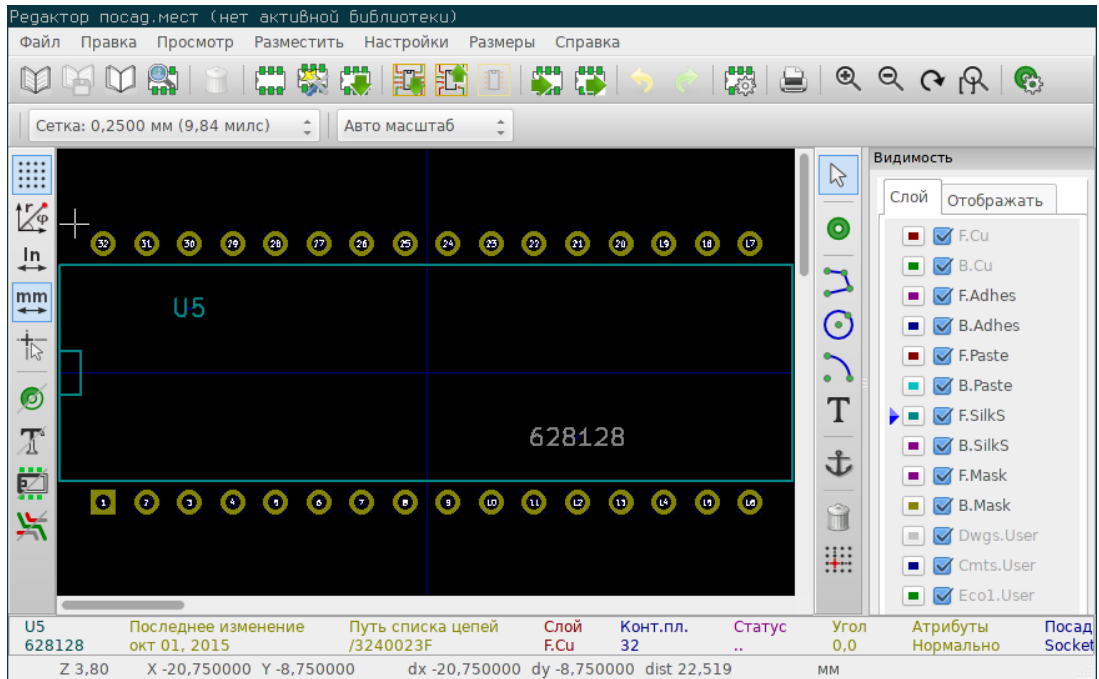 Редактор посад.мест (нет активной библиотеки)
Файл Правка Просмотр Разместить Настройки Размеры Справка
Сетка: 0,2500 мм (9,84 милс) Авто масштаб
Видимость
Слой Отображать
In
mm
T
32 31 30 29 28 27 26 25 24 23 22 21 20 19 18 17
U5
628128
1 2 3 4 5 6 7 8 9 10 11 12 13 14 15 16
F.Cu
B.Cu
F.Adhes
B.Adhes
F.Paste
B.Paste
F.SilkS
B.SilkS
F.Mask
B.Mask
Dwgs.User
Cmts.User
Eco1.User
U5 Последнее изменение Путь списка цепей Слой Конт.пл. Статус Угол Атрибуты Посад
628128 окт 01, 2015 /3240023F F.Cu 32 .. 0,0 Нормально Socket
Z 3,80 X -20,750000 Y -8,750000 dx -20,750000 dy -8,750000 dist 22,519 мм